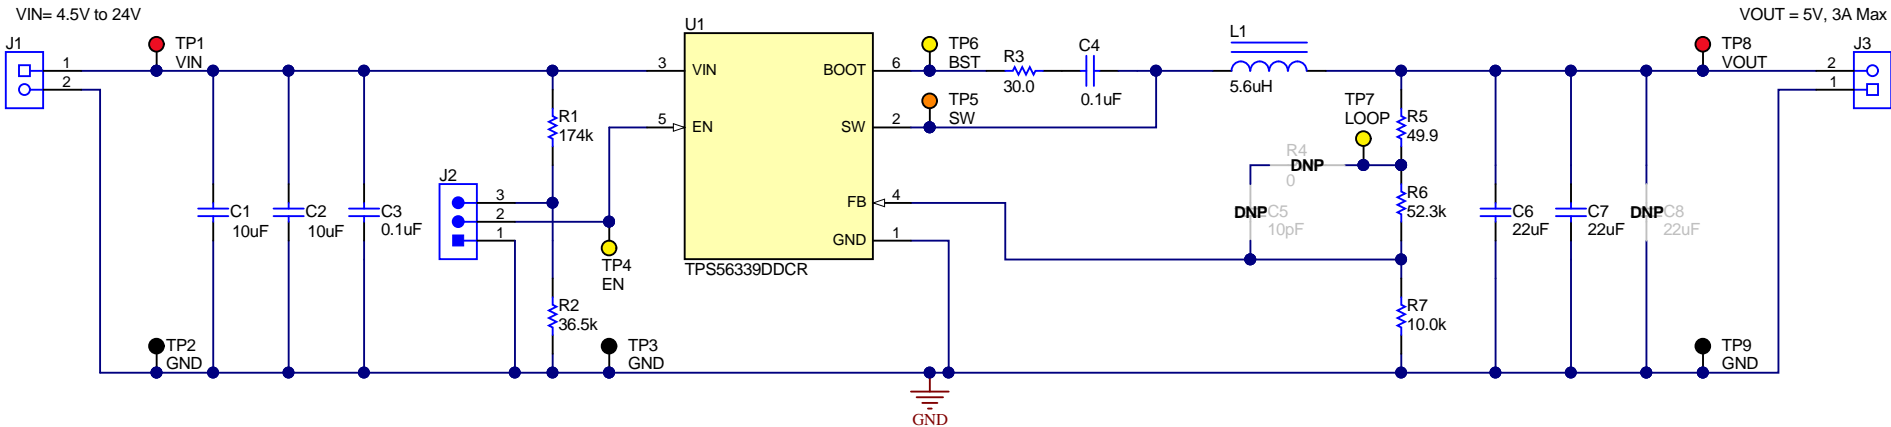 VIN= 4.5V to 24V
VOUT = 5V, 3A Max
J1
1
2
TP1
VIN
C1
10uF
C2
10uF
C3
0.1uF
TP2
GND
R1
174k
J2
3
2
1
TP4
EN
R2
36.5k
TP3
GND
U1
3
VIN
5
EN
BOOT
6
SW
2
FB
4
GND
1
TPS56339DDCR
TP6
BST
TP5
SW
R3
30.0
C4
0.1uF
L1
5.6uH
TP7
LOOP
R4
DNP
0
DNP
C5
10pF
R5
49.9
R6
52.3k
R7
10.0k
C6
22uF
C7
22uF
DNP
C8
22uF
TP8
VOUT
J3
2
1
TP9
GND
GND